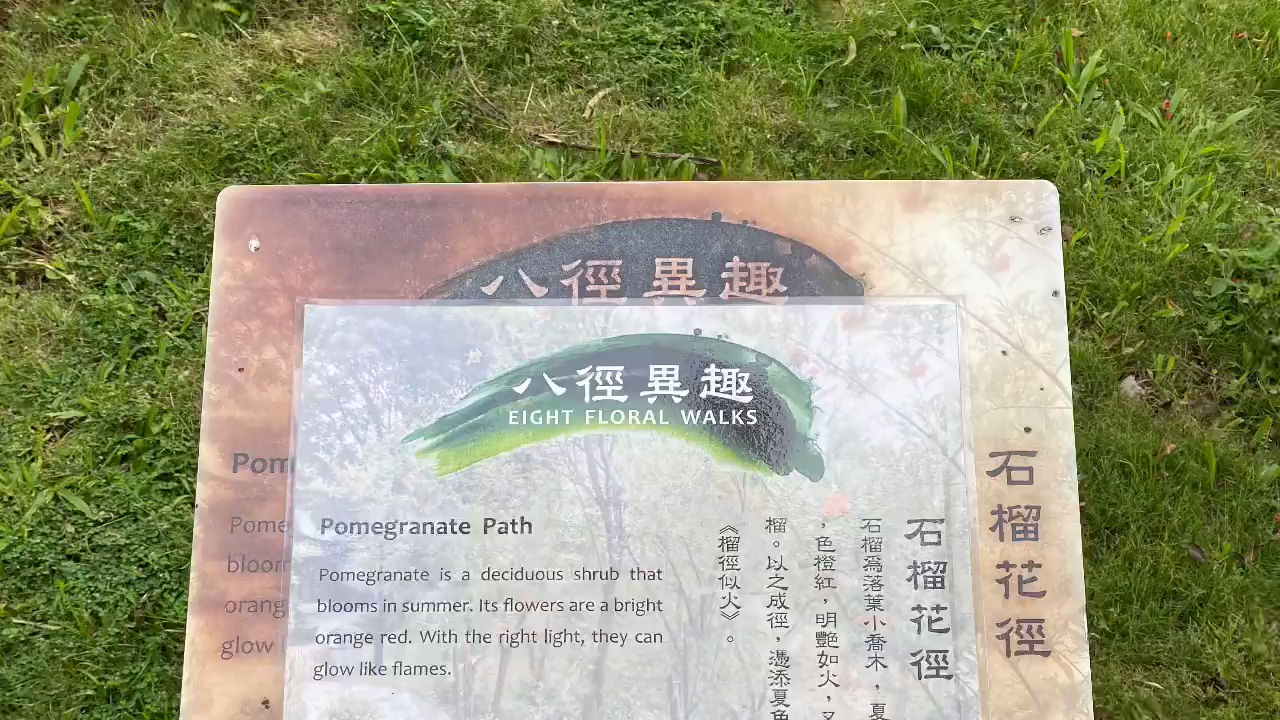 八徑異趣
八徑異趣
EIGHT FLORAL WALKS
Pom
Pome
bloom
orang
glow
Pomegranate Path
Pomegranate is a deciduous shrub that
blooms in summer. Its flowers are a bright
orange red. With the right light, they can
glow like flames.
石榴花徑
石榴花徑
石榴爲落葉小喬木，夏
，色橙紅，明艷如火，又
榴。以之成徑，憑添夏色
《榴徑似火》。